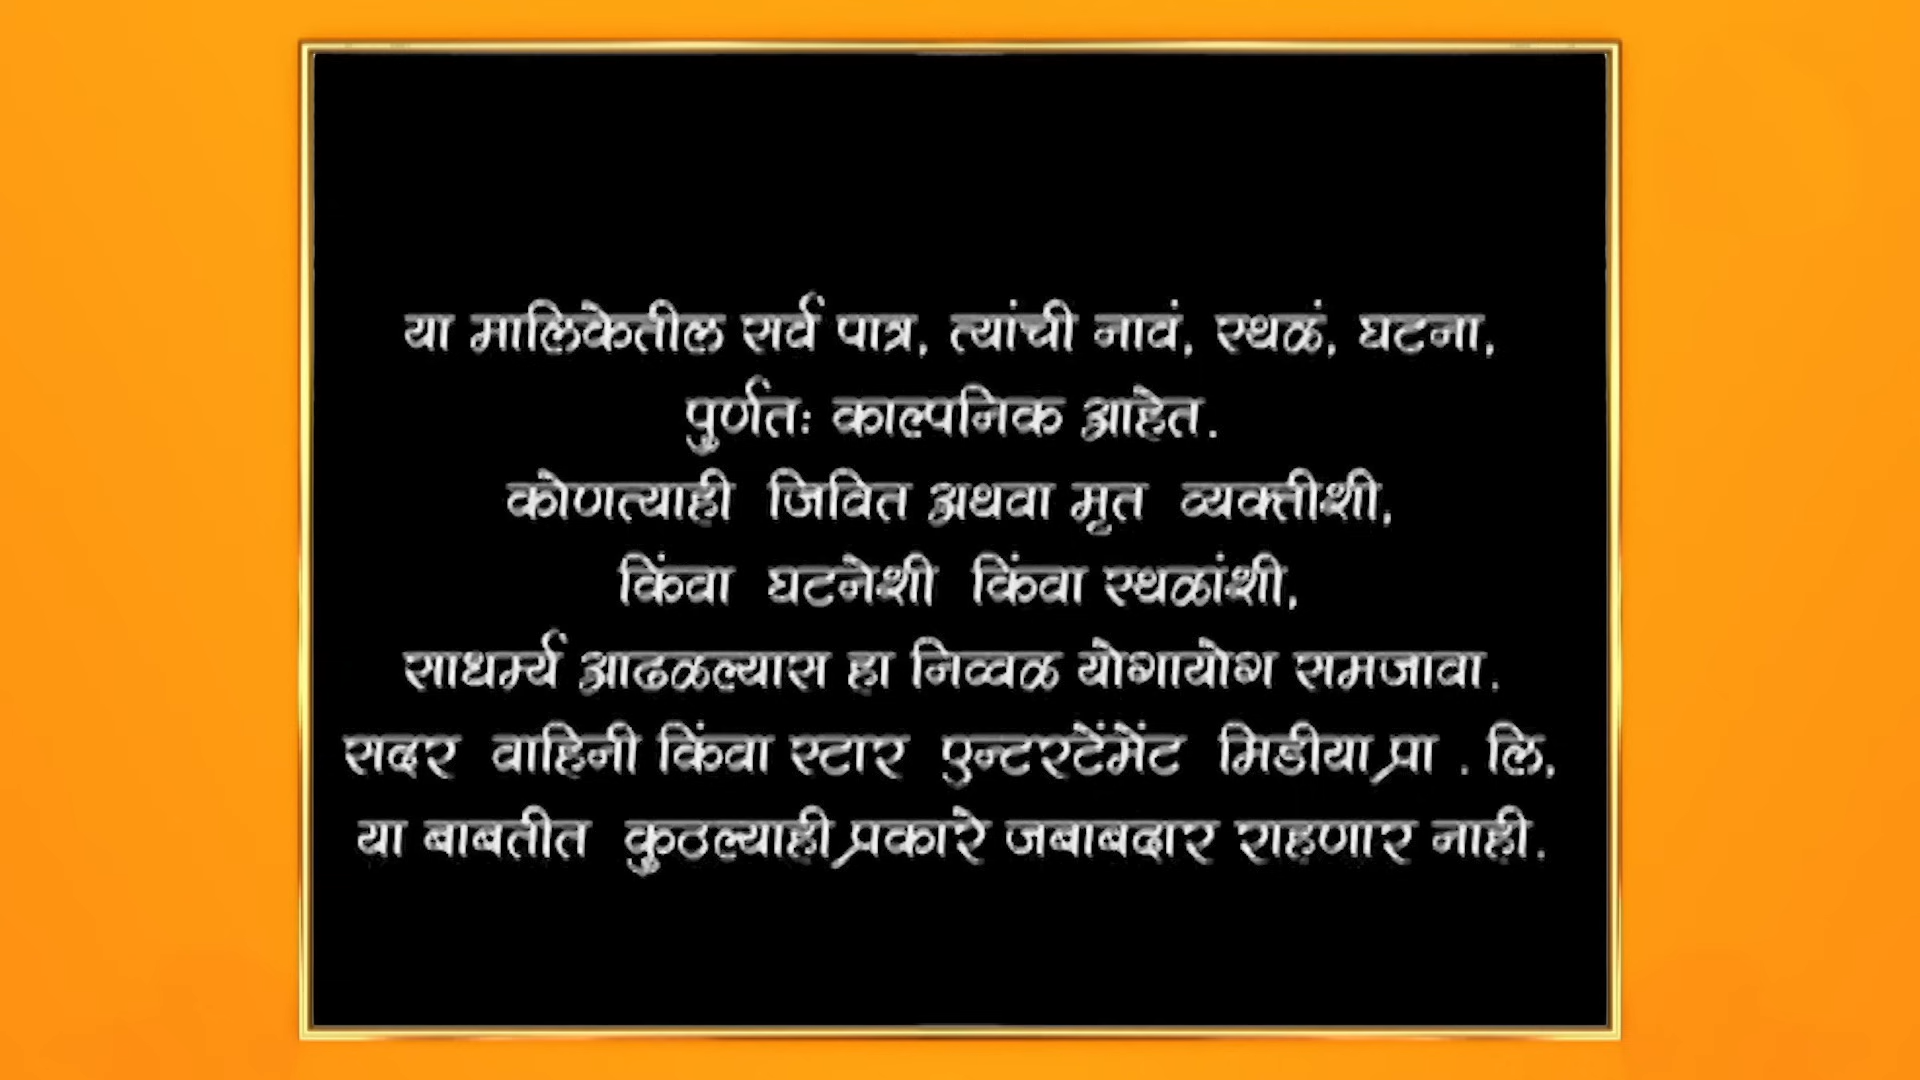 या मालिकेतील सर्व पात्र, त्यांची नावं, स्थळं, घटना,
पुर्णतः काल्पनिक आहेत.
कोणत्याही जिवित अथवा मृत व्यक्तीशी,
किंवा घटनेशी किंवा स्थळांशी,
साधर्म्य आढळल्यास हा निव्वळ योगायोग समजावा.
सदर वाहिनी किंवा स्टार एन्टरटेंमेंट मिडीया प्रा . लि,
या बाबतीत कुठल्याही प्रकारे जबाबदार राहणार नाही.